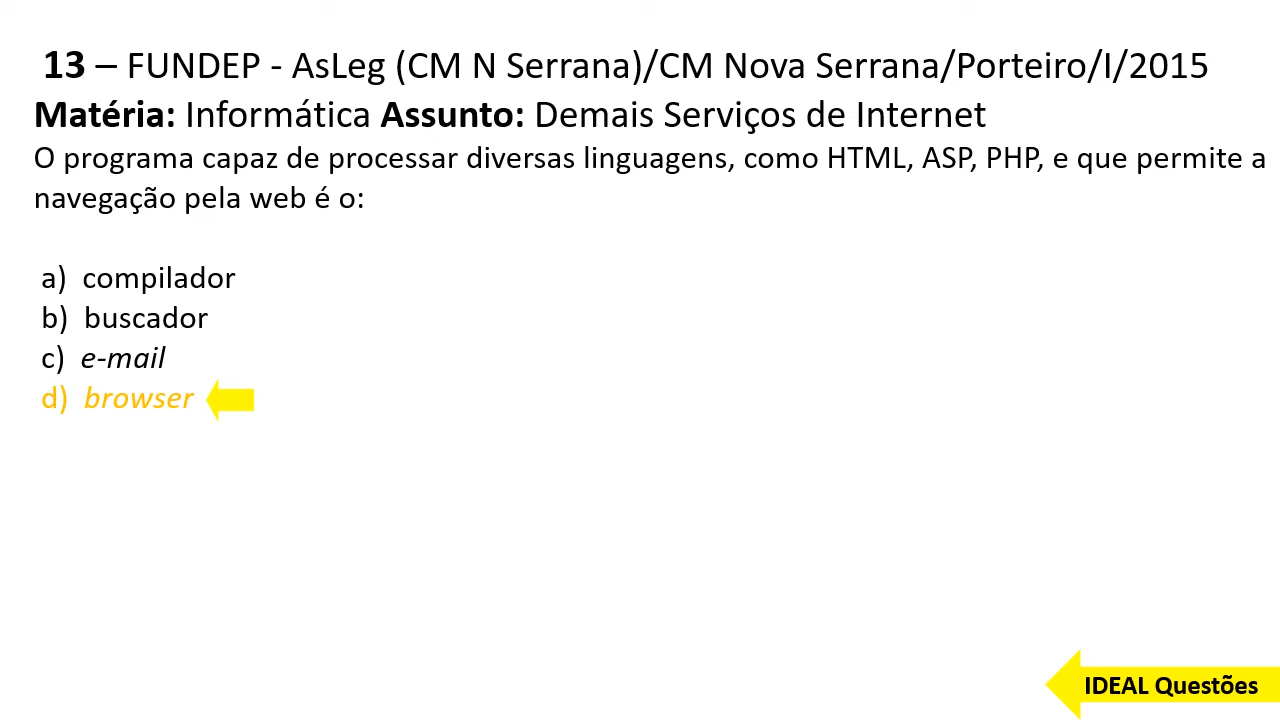 13 – FUNDEP - AsLeg (CM N Serrana)/CM Nova Serrana/Porteiro/I/2015
Matéria: Informática Assunto: Demais Serviços de Internet
O programa capaz de processar diversas linguagens, como HTML, ASP, PHP, e que permite a
navegação pela web é o:
a) compilador
b) buscador
c) e-mail
d) browser
IDEAL Questões